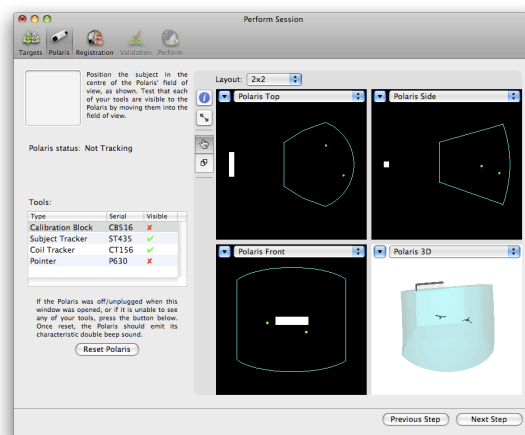 Perform Session
Targets Polaris Registration Validation Perform
Position the subject in the
centre of the Polaris' field of
view, as shown. Test that each
of your tools are visible to the
Polaris by moving them into the
field of view.
Polaris status: Not Tracking
Tools:
Type Serial Visible
Calibration Block CB516 ✘
Subject Tracker ST435 ✔
Coil Tracker CT156 ✔
Pointer P630 ✘
If the Polaris was off/unplugged when this
window was opened, or if it is unable to see
any of your tools, press the button below.
Once reset, the Polaris should emit its
characteristic double beep sound.
Reset Polaris
Layout: 2x2
Polaris Top Polaris Side
Polaris Front Polaris 3D
Previous Step Next Step